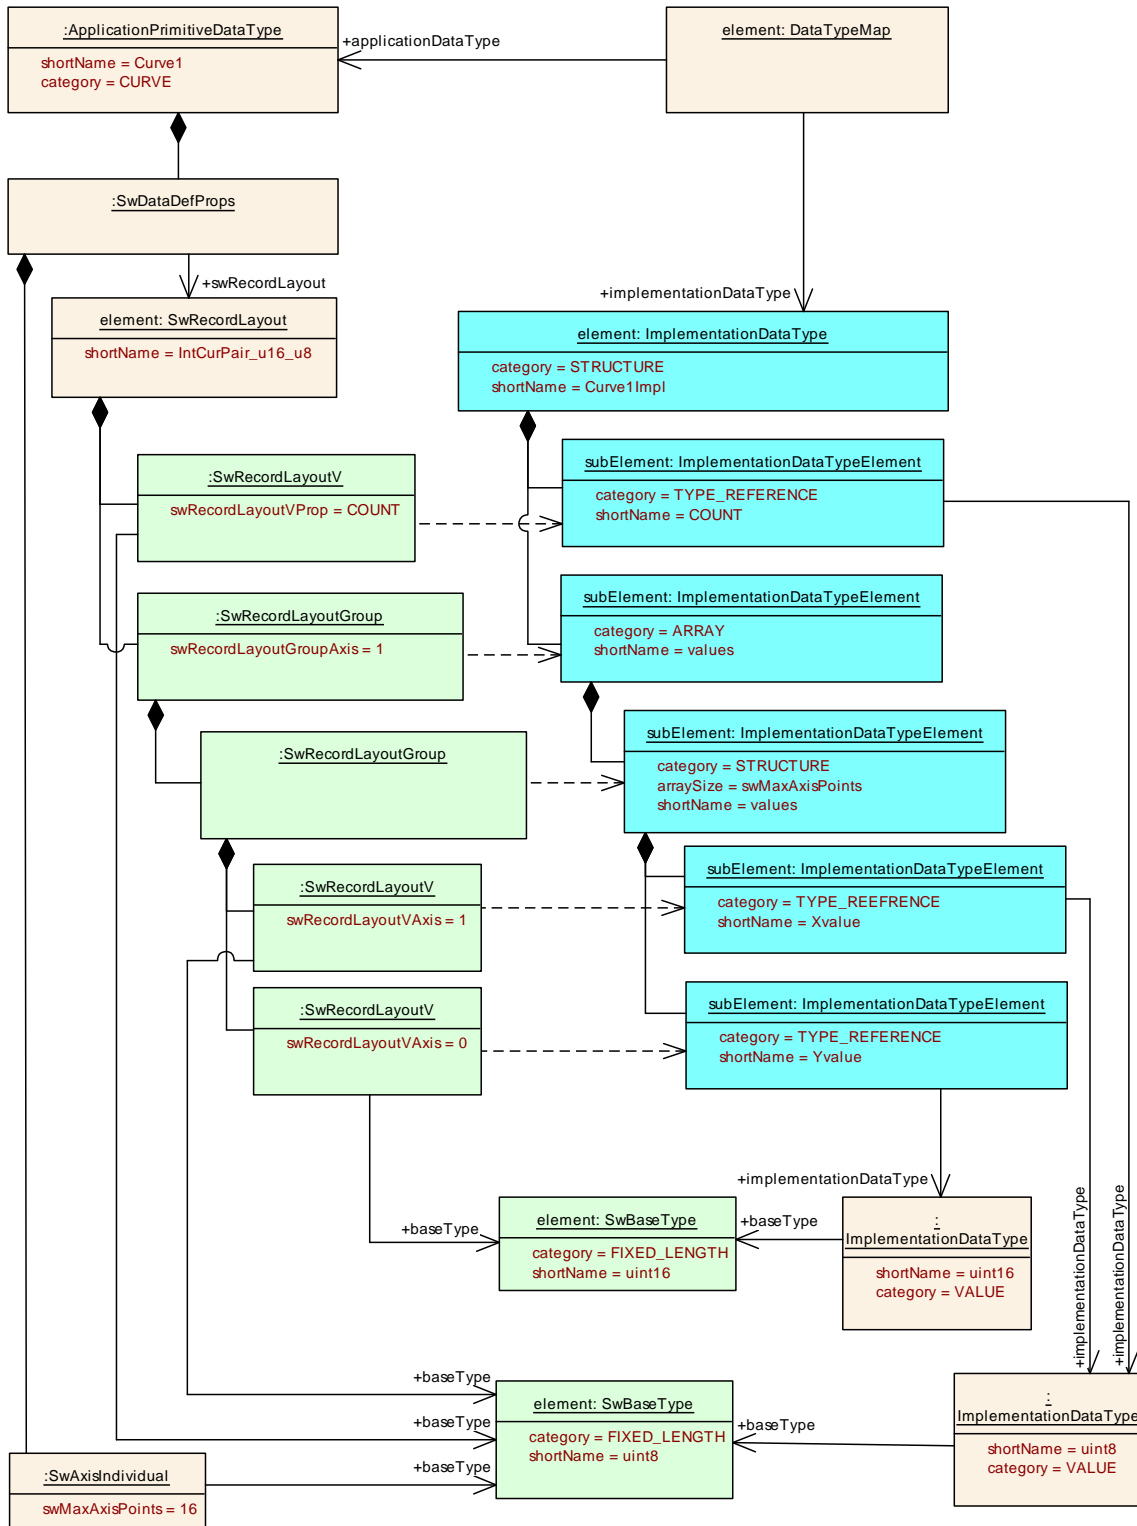 :ApplicationPrimitiveDataType
shortName = Curve1
category = CURVE
+applicationDataType
element: DataTypeMap
:SwDataDefProps
+swRecordLayout
+implementationDataType
element: SwRecordLayout
shortName = IntCurPair_u16_u8
element: ImplementationDataType
category = STRUCTURE
shortName = Curve1Impl
:SwRecordLayoutV
swRecordLayoutVProp = COUNT
subElement: ImplementationDataTypeElement
category = TYPE_REFERENCE
shortName = COUNT
:SwRecordLayoutGroup
swRecordLayoutGroupAxis = 1
subElement: ImplementationDataTypeElement
category = ARRAY
shortName = values
:SwRecordLayoutGroup
subElement: ImplementationDataTypeElement
category = STRUCTURE
arraySize = swMaxAxisPoints
shortName = values
:SwRecordLayoutV
swRecordLayoutVAxis = 1
subElement: ImplementationDataTypeElement
category = TYPE_REEFRENCE
shortName = Xvalue
:SwRecordLayoutV
swRecordLayoutVAxis = 0
subElement: ImplementationDataTypeElement
category = TYPE_REFERENCE
shortName = Yvalue
+implementationDataType
+baseType
element: SwBaseType
category = FIXED_LENGTH
shortName = uint16
+baseType
:
ImplementationDataType
shortName = uint16
category = VALUE
+implementationDataType
+implementationDataType
+baseType
+baseType
+baseType
element: SwBaseType
category = FIXED_LENGTH
shortName = uint8
+baseType
:
ImplementationDataType
shortName = uint8
category = VALUE
:SwAxisIndividual
swMaxAxisPoints = 16